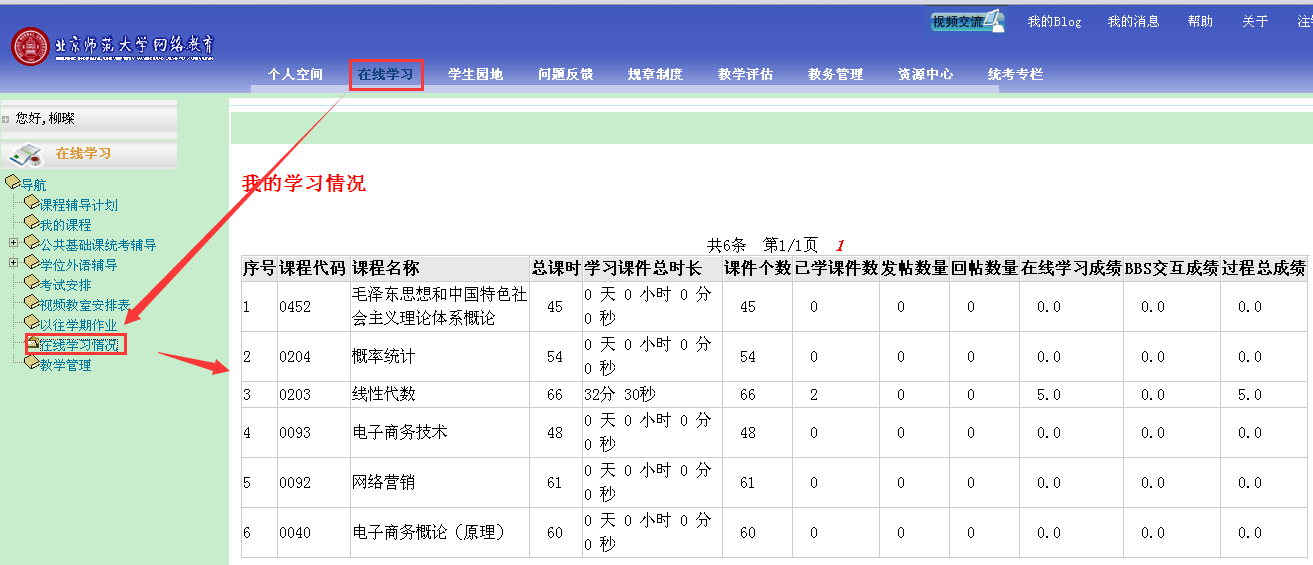 视频交流 我的Blog 我的消息 帮助 关于
北京师范大学网络教育
个人空间 在线学习 学生园地 问题反馈 规章制度 教学评估 教务管理 资源中心 统考专栏
您好,柳璨
在线学习
导航
课程辅导计划
我的课程
公共基础课统考辅导
学位外语辅导
考试安排
视频教室安排表
以往学期作业
在线学习情况
教学管理
我的学习情况
共6条 第1/1页 1
序号 课程代码 课程名称 总课时 学习课件总时长 课件个数 已学课件数 发帖数量 回帖数量 在线学习成绩 BBS交互成绩 过程总成绩
1 0452 毛泽东思想和中国特色社会主义理论体系概论 45 0 天 0 小时 0 分 0 秒 45 0 0 0 0.0 0.0 0.0
2 0204 概率统计 54 0 天 0 小时 0 分 0 秒 54 0 0 0 0.0 0.0 0.0
3 0203 线性代数 66 32分 30秒 66 2 0 0 5.0 0.0 5.0
4 0093 电子商务技术 48 0 天 0 小时 0 分 0 秒 48 0 0 0 0.0 0.0 0.0
5 0092 网络营销 61 0 天 0 小时 0 分 0 秒 61 0 0 0 0.0 0.0 0.0
6 0040 电子商务概论（原理） 60 0 天 0 小时 0 分 0 秒 60 0 0 0 0.0 0.0 0.0